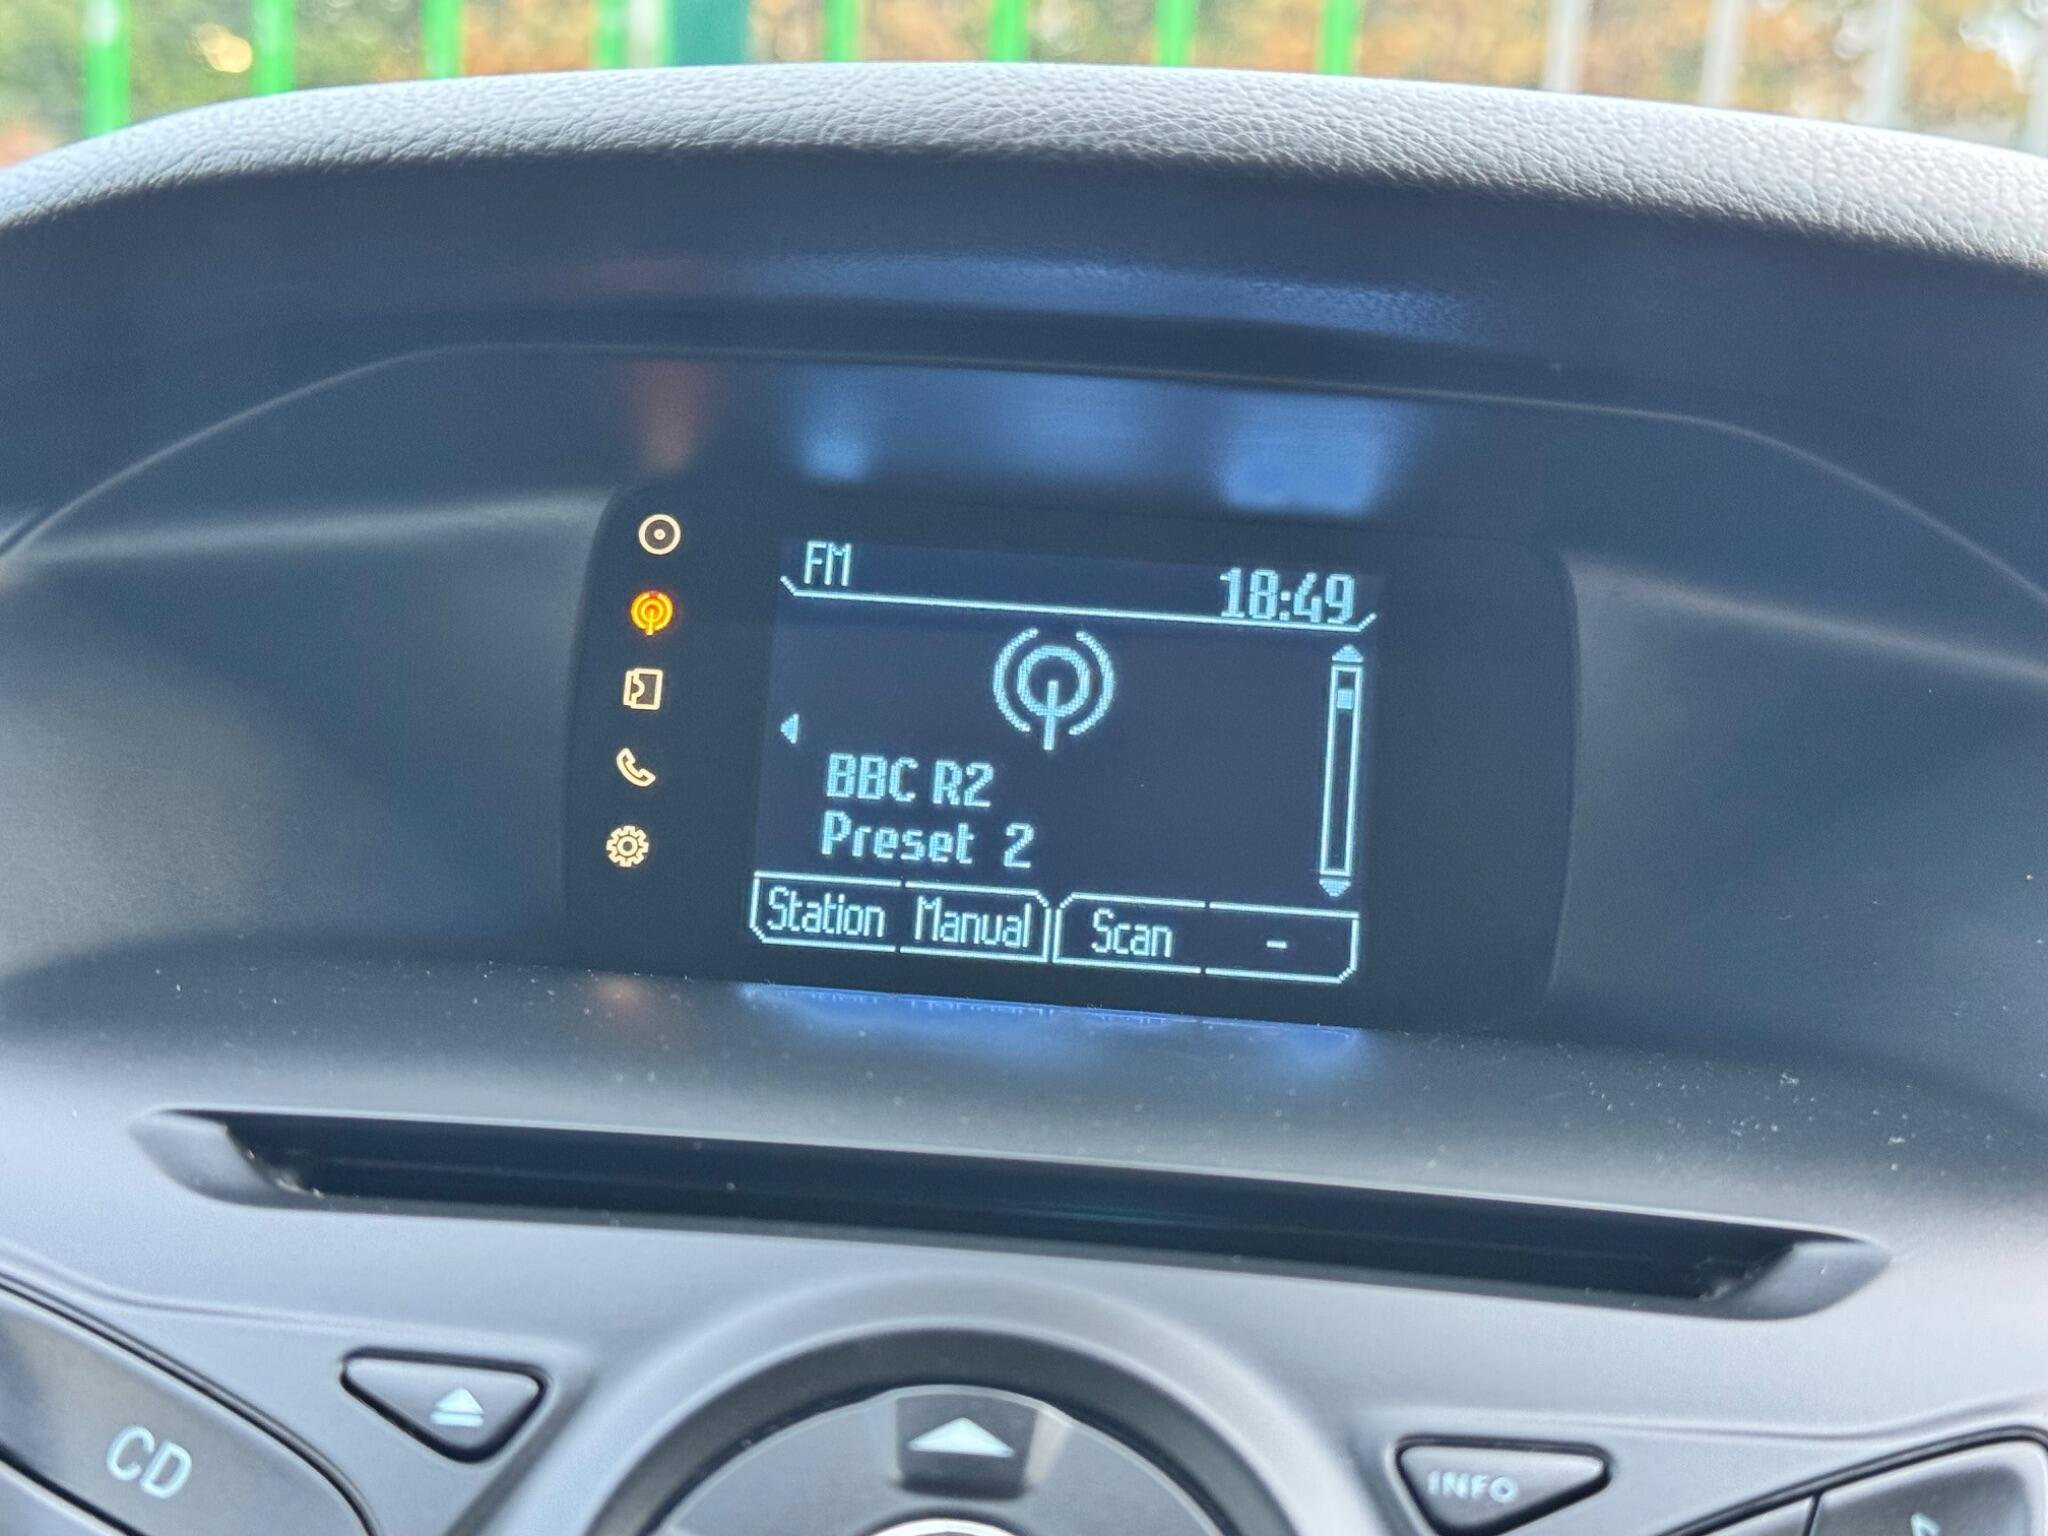 FM 18:49
BBC R2
Preset 2
Station Manual Scan -
CD
INFO